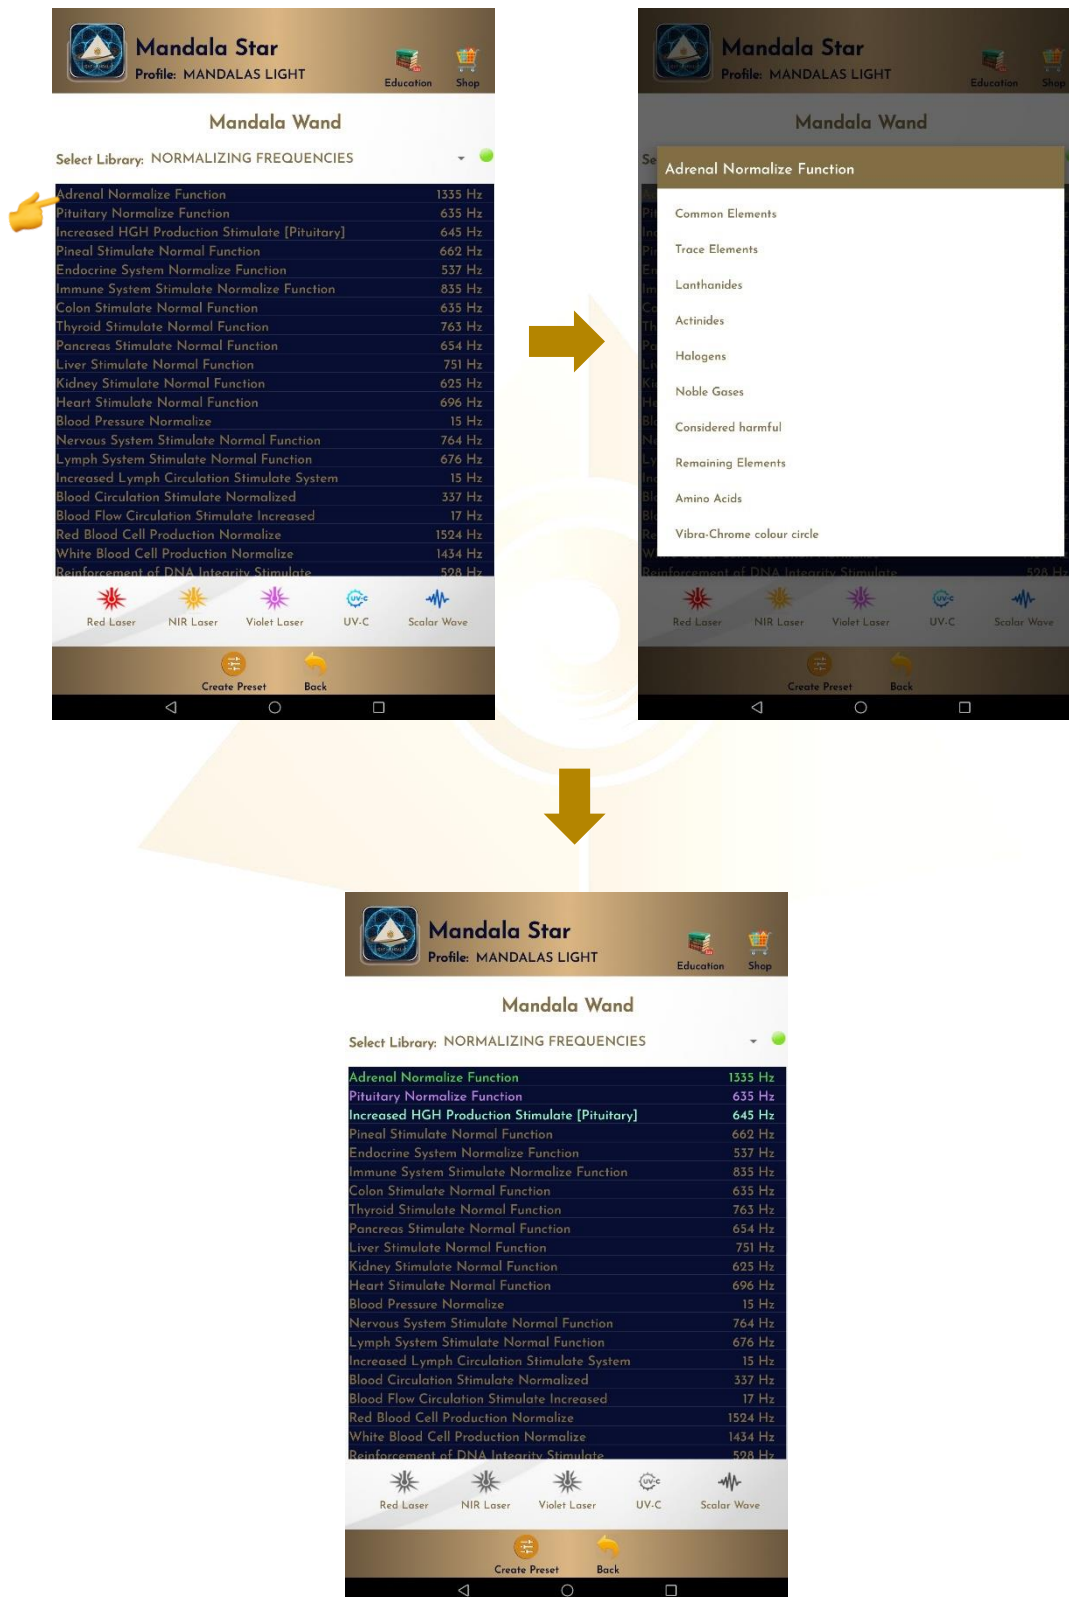 Mandala Star
Profile: MANDALAS LIGHT
Education
Shop
Mandala Wand
Select Library: NORMALIZING FREQUENCIES
Adrenal Normalize Function 1335 Hz
Pituitary Normalize Function 635 Hz
Increased HGH Production Stimulate [Pituitary] 645 Hz
Pineal Stimulate Normal Function 662 Hz
Endocrine System Normalize Function 537 Hz
Immune System Stimulate Normalize Function 835 Hz
Colon Stimulate Normal Function 635 Hz
Thyroid Stimulate Normal Function 763 Hz
Pancreas Stimulate Normal Function 654 Hz
Liver Stimulate Normal Function 751 Hz
Kidney Stimulate Normal Function 625 Hz
Heart Stimulate Normal Function 696 Hz
Blood Pressure Normalize 15 Hz
Nervous System Stimulate Normal Function 764 Hz
Lymph System Stimulate Normal Function 676 Hz
Increased Lymph Circulation Stimulate System 15 Hz
Blood Circulation Stimulate Normalized 337 Hz
Blood Flow Circulation Stimulate Increased 17 Hz
Red Blood Cell Production Normalize 1524 Hz
White Blood Cell Production Normalize 1434 Hz
Reinforcement of DNA Integrity Stimulate 528 Hz
Red Laser NIR Laser Violet Laser UV-C Scalar Wave
Create Preset Back
Mandala Star
Profile: MANDALAS LIGHT
Education
Shop
Mandala Wand
Se
Adrenal Normalize Function
Common Elements
Trace Elements
Lanthanides
Actinides
Halogens
Noble Gases
Considered harmful
Remaining Elements
Amino Acids
Vibra-Chrome colour circle
Reinforcement of DNA Integrity Stimulate 528 Hz
Red Laser NIR Laser Violet Laser UV-C Scalar Wave
Create Preset Back
Mandala Star
Profile: MANDALAS LIGHT
Education
Shop
Mandala Wand
Select Library: NORMALIZING FREQUENCIES
Adrenal Normalize Function 1335 Hz
Pituitary Normalize Function 635 Hz
Increased HGH Production Stimulate [Pituitary] 645 Hz
Pineal Stimulate Normal Function 662 Hz
Endocrine System Normalize Function 537 Hz
Immune System Stimulate Normalize Function 835 Hz
Colon Stimulate Normal Function 635 Hz
Thyroid Stimulate Normal Function 763 Hz
Pancreas Stimulate Normal Function 654 Hz
Liver Stimulate Normal Function 751 Hz
Kidney Stimulate Normal Function 625 Hz
Heart Stimulate Normal Function 696 Hz
Blood Pressure Normalize 15 Hz
Nervous System Stimulate Normal Function 764 Hz
Lymph System Stimulate Normal Function 676 Hz
Increased Lymph Circulation Stimulate System 15 Hz
Blood Circulation Stimulate Normalized 337 Hz
Blood Flow Circulation Stimulate Increased 17 Hz
Red Blood Cell Production Normalize 1524 Hz
White Blood Cell Production Normalize 1434 Hz
Reinforcement of DNA Integrity Stimulate 528 Hz
Red Laser NIR Laser Violet Laser UV-C Scalar Wave
Create Preset Back